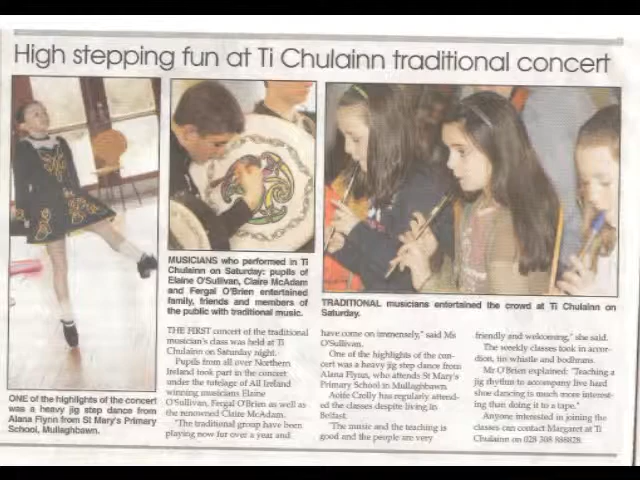 High stepping fun at Ti Chulainn traditional concert
ONE of the highlights of the concert
was a heavy jig step dance from
Alana Flynn from St Mary's Primary
School, Mullaghbawn.
MUSICIANS who performed in Ti
Chulainn on Saturday: pupils of
Elaine O'Sullivan, Claire McAdam
and Fergal O'Brien entertained
family, friends and members of
the public with traditional music.
TRADITIONAL musicians entertained the crowd at Ti Chulainn on
Saturday.
THE FIRST concert of the traditional
musician's class was held at Ti
Chulainn on Saturday night.
Pupils from all over Northern
Ireland took part in the concert
under the tutelage of All Ireland
winning musicians Elaine
O'Sullivan, Fergal O'Brien as well as
the renowned Claire McAdam.
"The traditional group have been
playing now for over a year and
have come on immensely," said Ms
O'Sullivan.
One of the highlights of the con-
cert was a heavy jig step dance from
Alana Flynn, who attends St Mary's
Primary School in Mullaghbawn.
Aoife Crolly has regularly attend-
ed the classes despite living in
Belfast.
"The music and the teaching is
good and the people are very
friendly and welcoming," she said.
The weekly classes took in accor-
dion, tin whistle and bodhrans.
Mr O'Brien explained: "Teaching a
jig rhythm to accompany live hard
shoe dancing is much more interest-
ing than doing it to a tape."
Anyone interested in joining the
classes can contact Margaret at Ti
Chulainn on 028 308 888828.